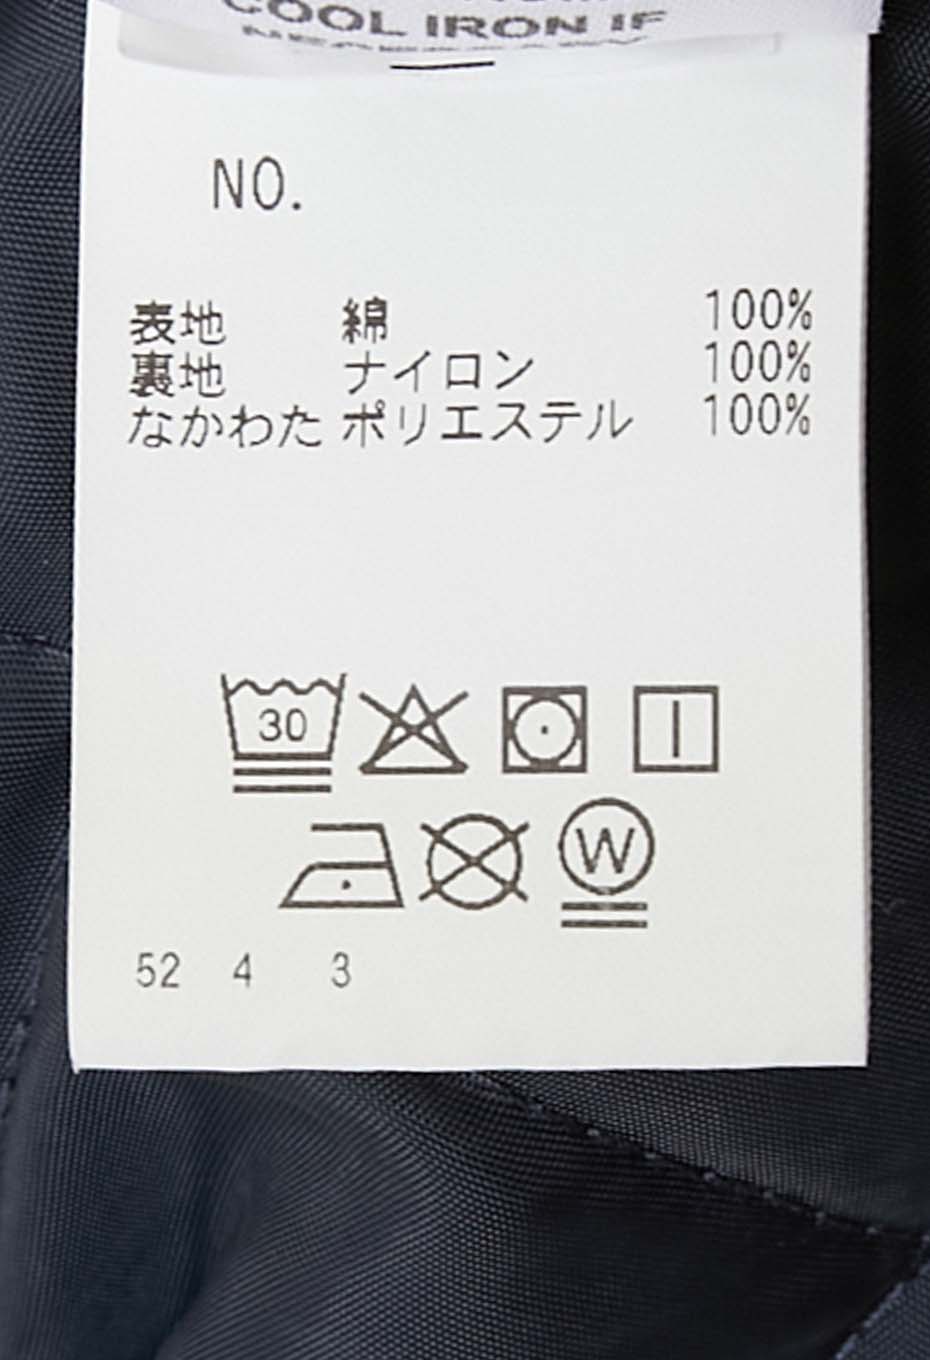 COOL IRON IF
NO.
表地 綿 100%
裏地 ナイロン 100%
なかわた ポリエステル 100%
30
W
52 4 3